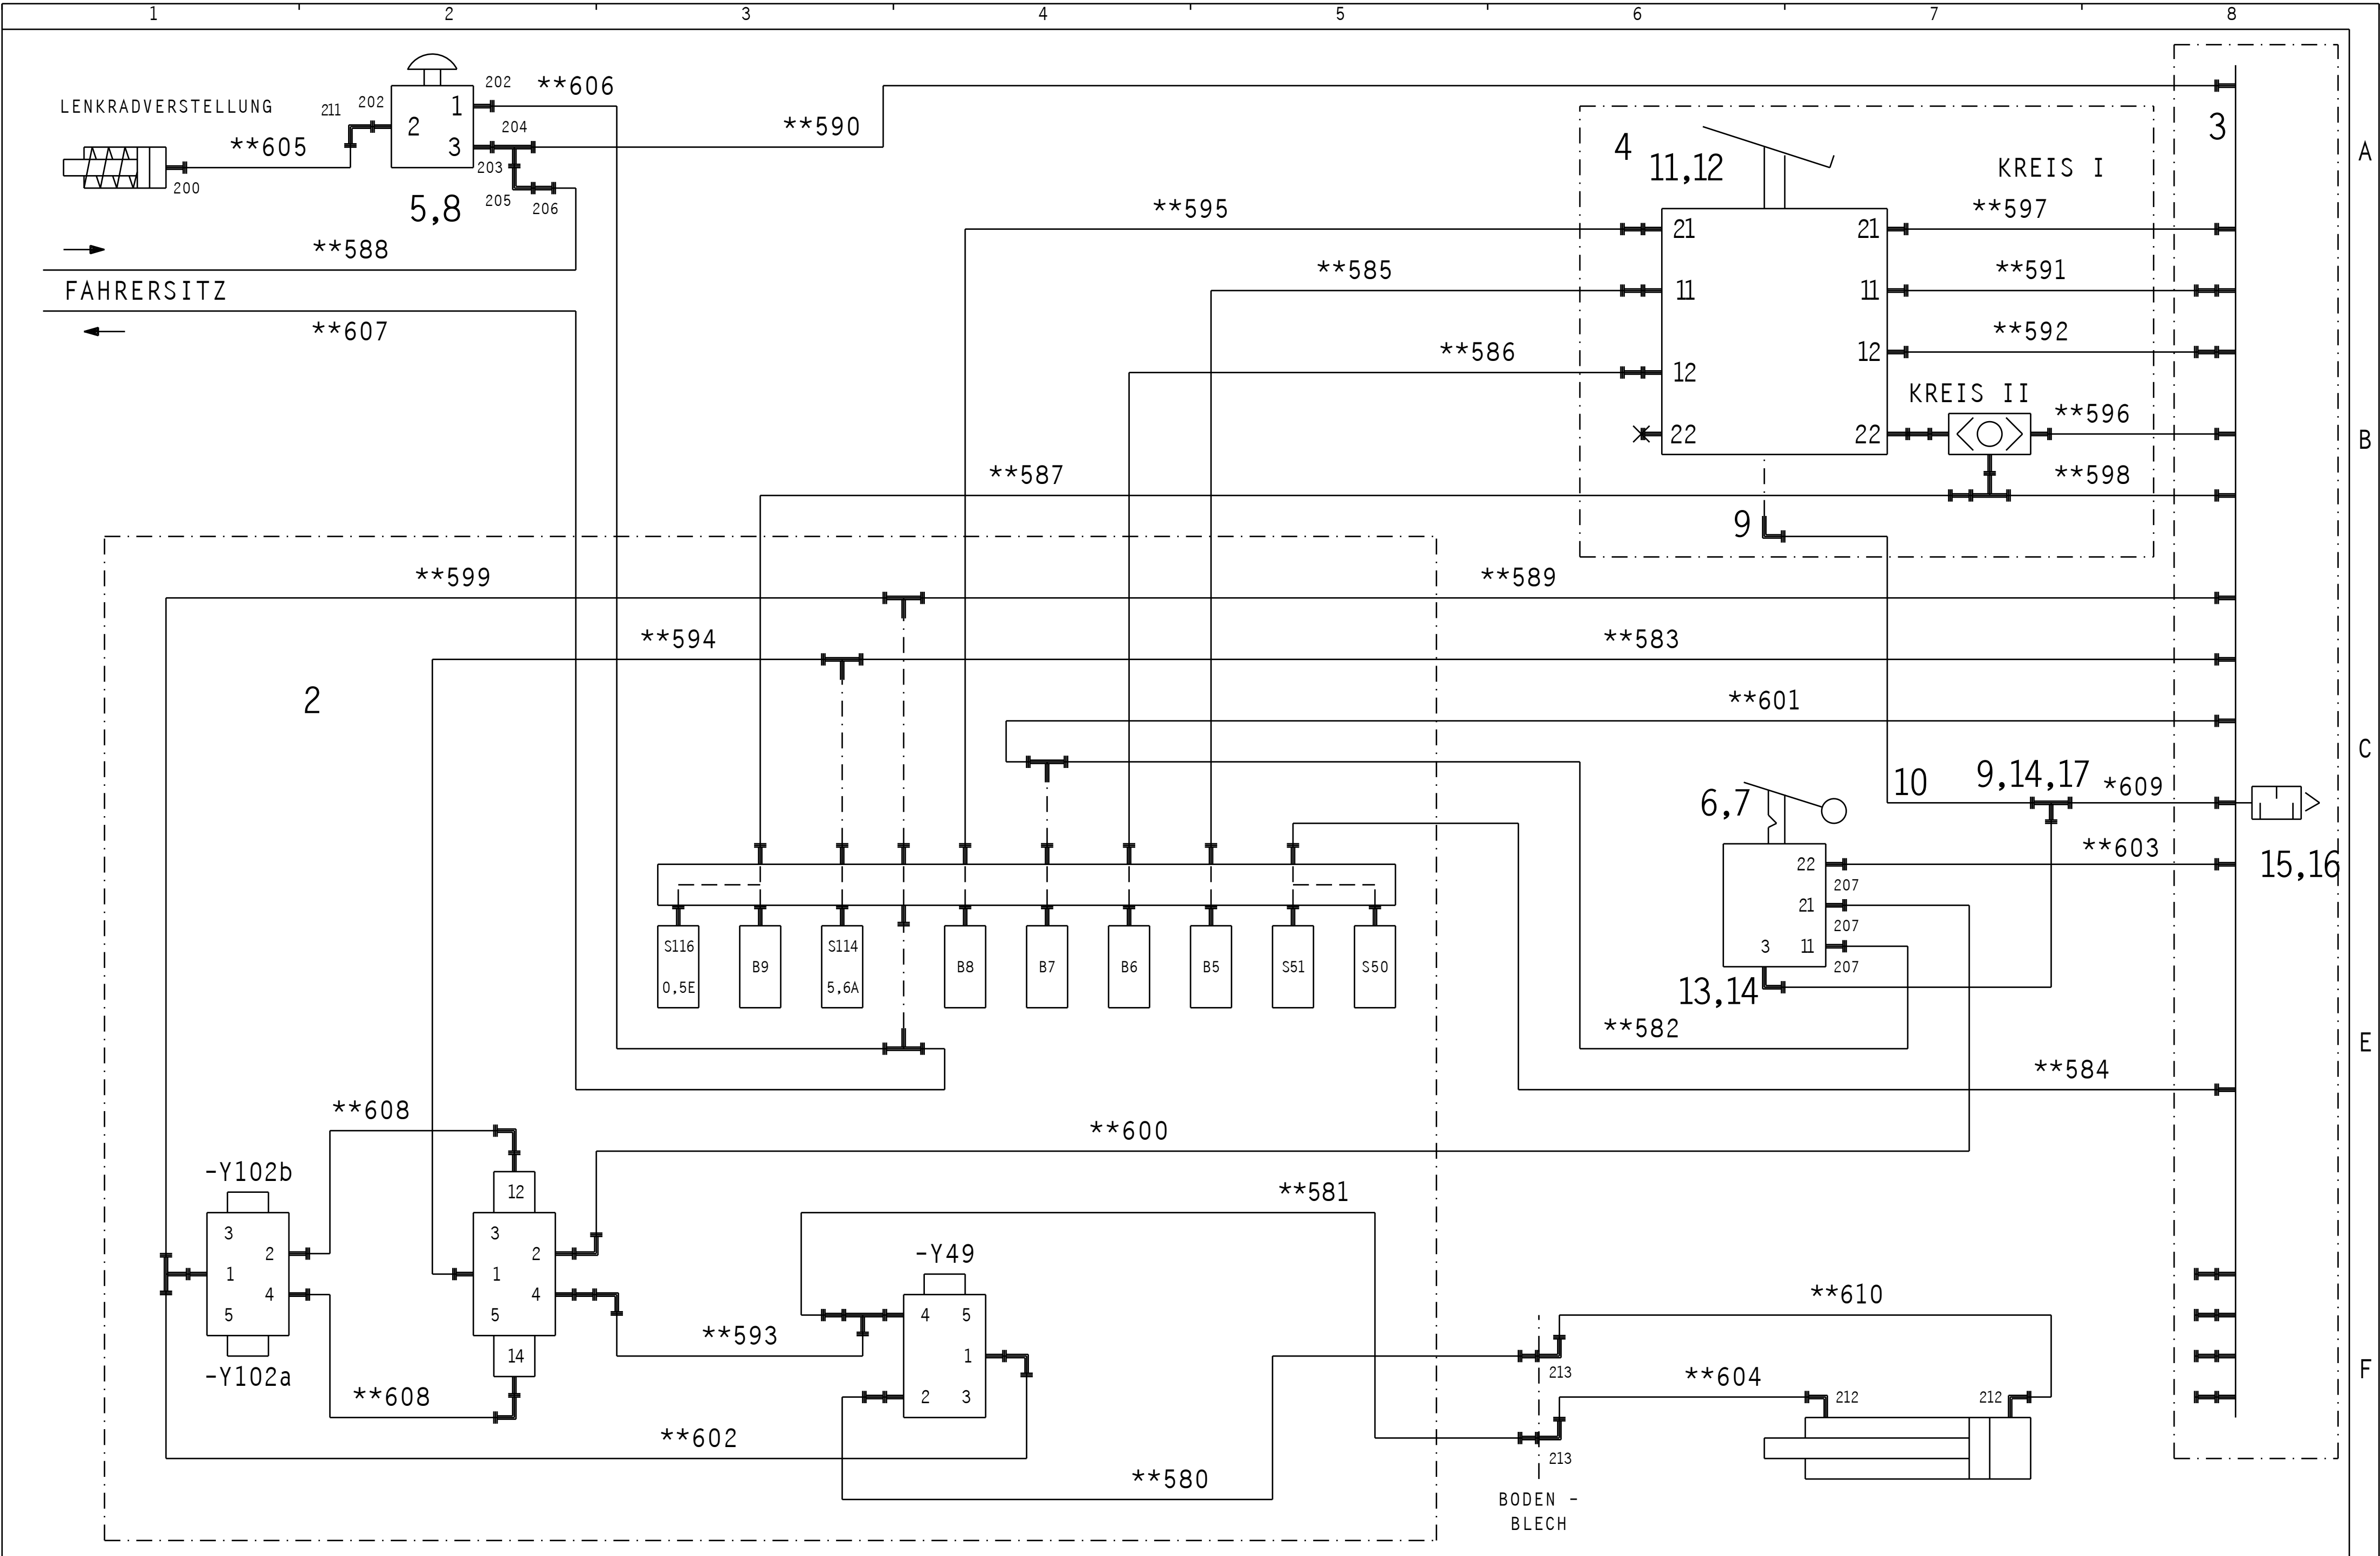 1 2 3 4 5 6 7 8
LENKRADVERSTELLUNG
211 202 202 **606
1
2
3
204
**605
200
203
205
206
5,8
**590
**588
FAHRERSITZ
**607
4
11,12
KREIS I
3
A
**595
21 21
**597
**585
11 11
**591
**586
12 12
**592
KREIS II
22 22
**596
B
**587
**598
9
**599
**589
**594
**583
2
**601
C
10
9,14,17
*609
6,7
15,16
22
207
**603
21
207
3 11
207
13,14
S116
0,5E
B9
S114
5,6A
B8
B7
B6
B5
S51
S50
**582
E
**584
**608
**600
-Y102b
12
**581
3
2
1
4
5
-Y102a
3
2
1
4
5
14
**608
**593
-Y49
4 5
1
2 3
**610
213
**604
212 212
F
**602
213
**580
BODEN -
BLECH